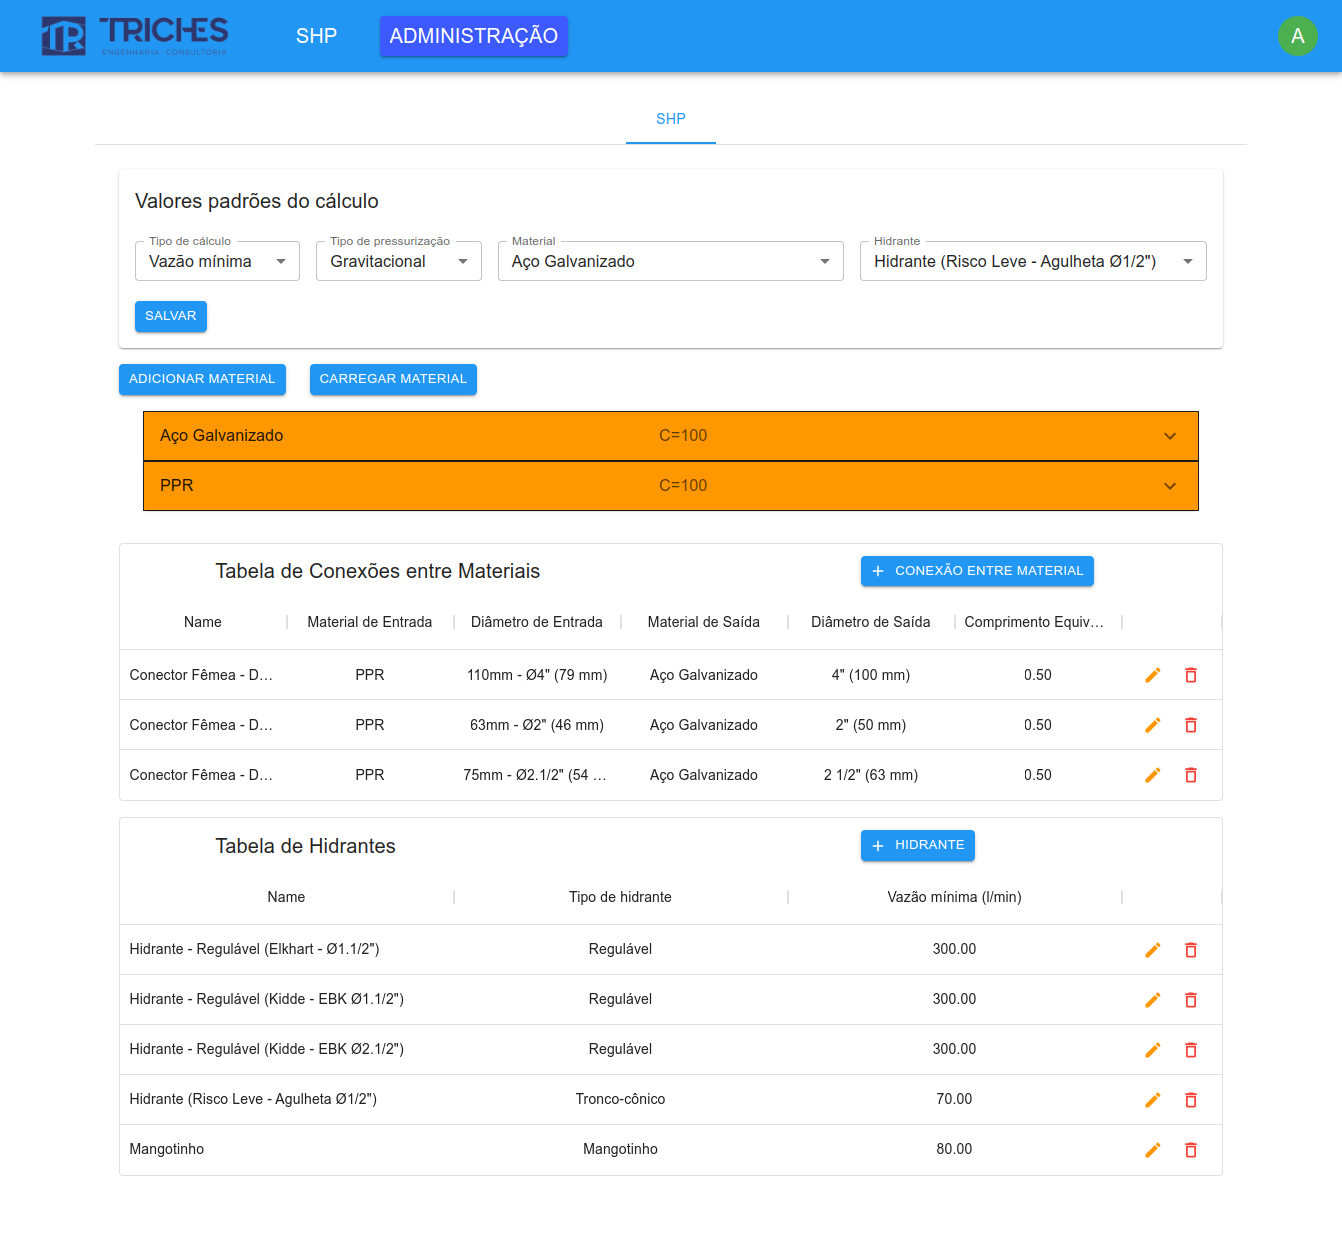 TRICHES
ENGENHARIA · CONSULTORIA
SHP
ADMINISTRAÇÃO
A
SHP
Valores padrões do cálculo
Tipo de cálculo
Vazão mínima
Tipo de pressurização
Gravitacional
Material
Aço Galvanizado
Hidrante
Hidrante (Risco Leve - Agulheta Ø1/2")
SALVAR
ADICIONAR MATERIAL
CARREGAR MATERIAL
Aço Galvanizado C=100
PPR C=100
Tabela de Conexões entre Materiais
+ CONEXÃO ENTRE MATERIAL
Name Material de Entrada Diâmetro de Entrada Material de Saída Diâmetro de Saída Comprimento Equiv...
Conector Fêmea - D... PPR 110mm - Ø4" (79 mm) Aço Galvanizado 4" (100 mm) 0.50
Conector Fêmea - D... PPR 63mm - Ø2" (46 mm) Aço Galvanizado 2" (50 mm) 0.50
Conector Fêmea - D... PPR 75mm - Ø2.1/2" (54 ... Aço Galvanizado 2 1/2" (63 mm) 0.50
Tabela de Hidrantes
+ HIDRANTE
Name Tipo de hidrante Vazão mínima (l/min)
Hidrante - Regulável (Elkhart - Ø1.1/2") Regulável 300.00
Hidrante - Regulável (Kidde - EBK Ø1.1/2") Regulável 300.00
Hidrante - Regulável (Kidde - EBK Ø2.1/2") Regulável 300.00
Hidrante (Risco Leve - Agulheta Ø1/2") Tronco-cônico 70.00
Mangotinho Mangotinho 80.00